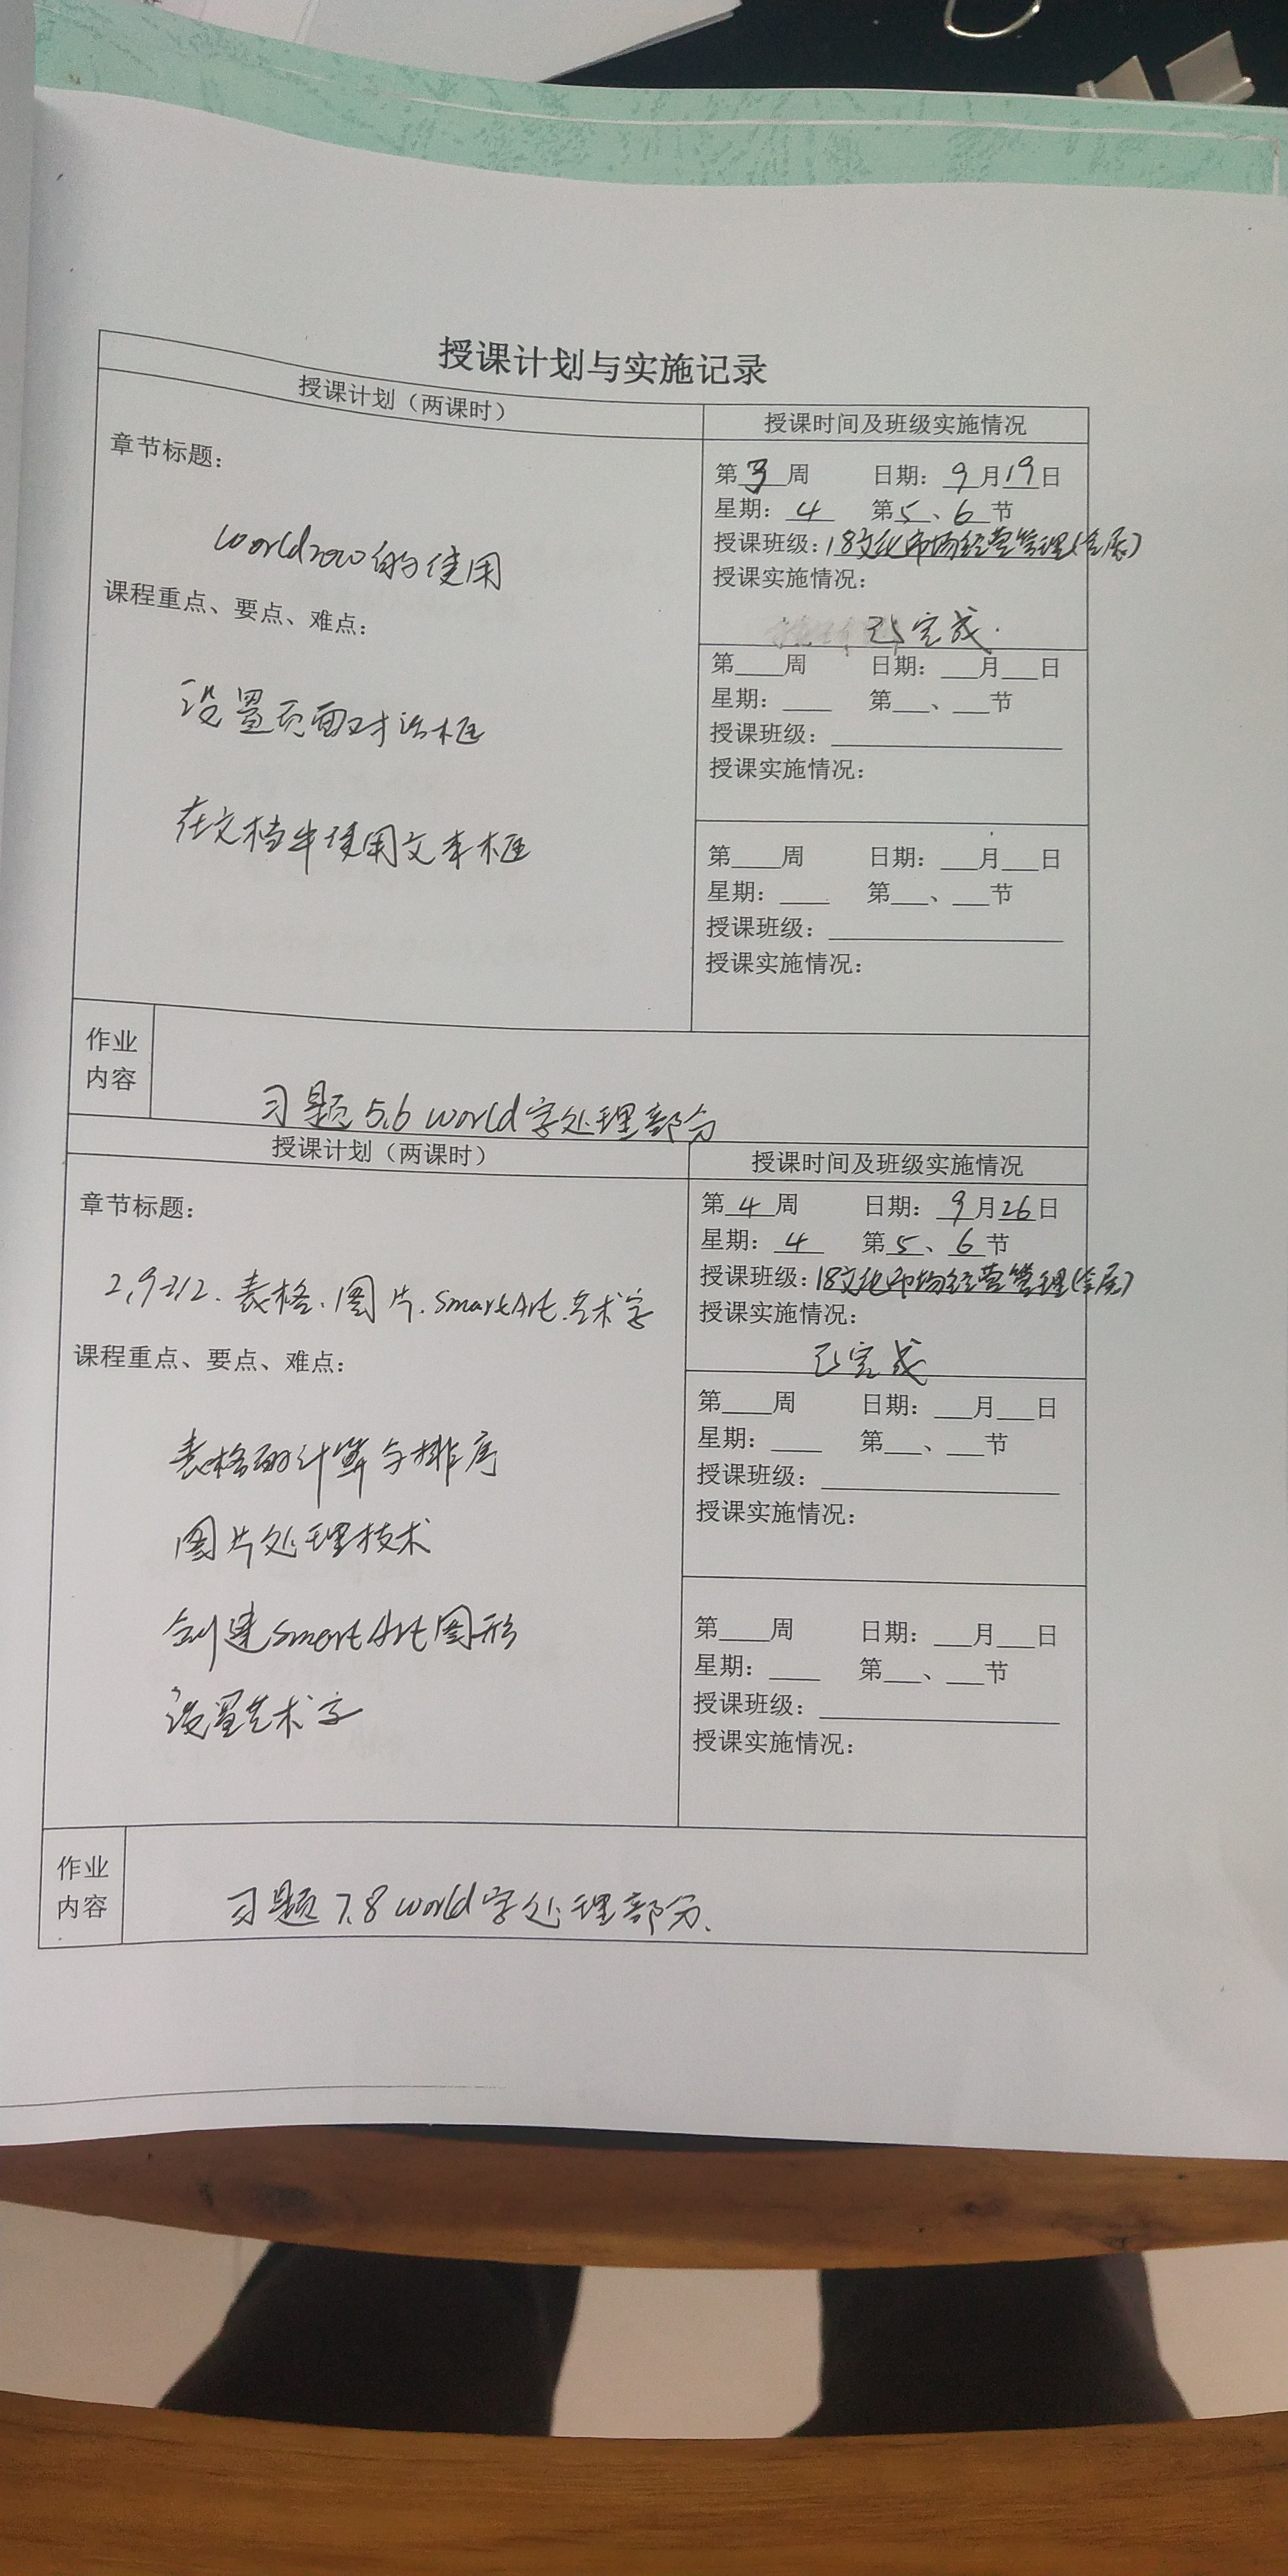 授课计划与实施记录
授课计划（两课时）
授课时间及班级实施情况
章节标题：
world2010的使用
课程重点、要点、难点：
设置页面对话框
在文档中使用文本框
第3周 日期：9月19日
星期：4 第5、6节
授课班级：18文化市场经营管理(会展)
授课实施情况：
已完成.
第____周 日期：___月___日
星期：____ 第___、___节
授课班级：
授课实施情况：
第____周 日期：___月___日
星期：____ 第___、___节
授课班级：
授课实施情况：
作业
内容
习题5.6 world字处理部分
授课计划（两课时）
授课时间及班级实施情况
章节标题：
表格、图片.SmartArt.艺术字
课程重点、要点、难点：
表格的计算与排序
图片处理技术
创建SmartArt图形
设置艺术字
第4周 日期：9月26日
星期：4 第5、6节
授课班级：18文化市场经营管理(会展)
授课实施情况：
已完成
第____周 日期：___月___日
星期：____ 第___、___节
授课班级：
授课实施情况：
第____周 日期：___月___日
星期：____ 第___、___节
授课班级：
授课实施情况：
作业
内容
习题7.8 world字处理部分.